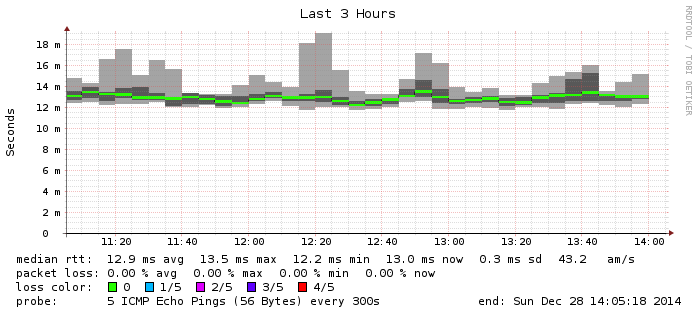 Last 3 Hours
RRDTOOL / TOBI OETIKER
Seconds
18 m
16 m
14 m
12 m
10 m
8 m
6 m
4 m
2 m
0
11:20 11:40 12:00 12:20 12:40 13:00 13:20 13:40 14:00
median rtt: 12.9 ms avg 13.5 ms max 12.2 ms min 13.0 ms now 0.3 ms sd 43.2 am/s
packet loss: 0.00 % avg 0.00 % max 0.00 % min 0.00 % now
loss color: 0 1/5 2/5 3/5 4/5
probe: 5 ICMP Echo Pings (56 Bytes) every 300s end: Sun Dec 28 14:05:18 2014